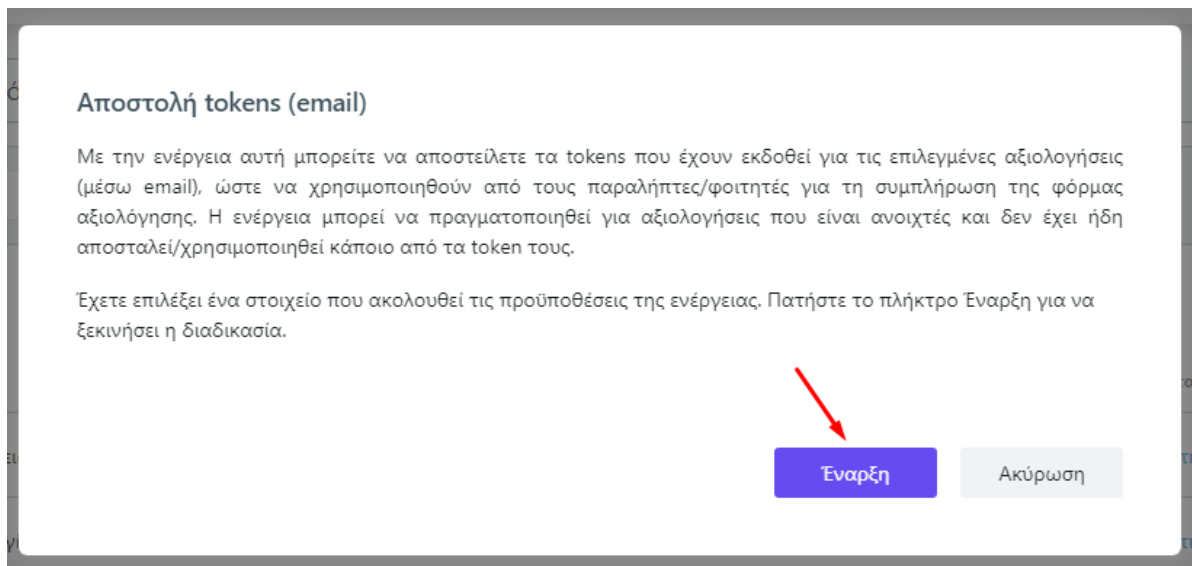 Αποστολή tokens (email)
Με την ενέργεια αυτή μπορείτε να αποστείλετε τα tokens που έχουν εκδοθεί για τις επιλεγμένες αξιολογήσεις
(μέσω email), ώστε να χρησιμοποιηθούν από τους παραλήπτες/φοιτητές για τη συμπλήρωση της φόρμας
αξιολόγησης. Η ενέργεια μπορεί να πραγματοποιηθεί για αξιολογήσεις που είναι ανοιχτές και δεν έχει ήδη
αποσταλεί/χρησιμοποιηθεί κάποιο από τα token τους.
Έχετε επιλέξει ένα στοιχείο που ακολουθεί τις προϋποθέσεις της ενέργειας. Πατήστε το πλήκτρο Έναρξη για να
ξεκινήσει η διαδικασία.
Έναρξη Ακύρωση